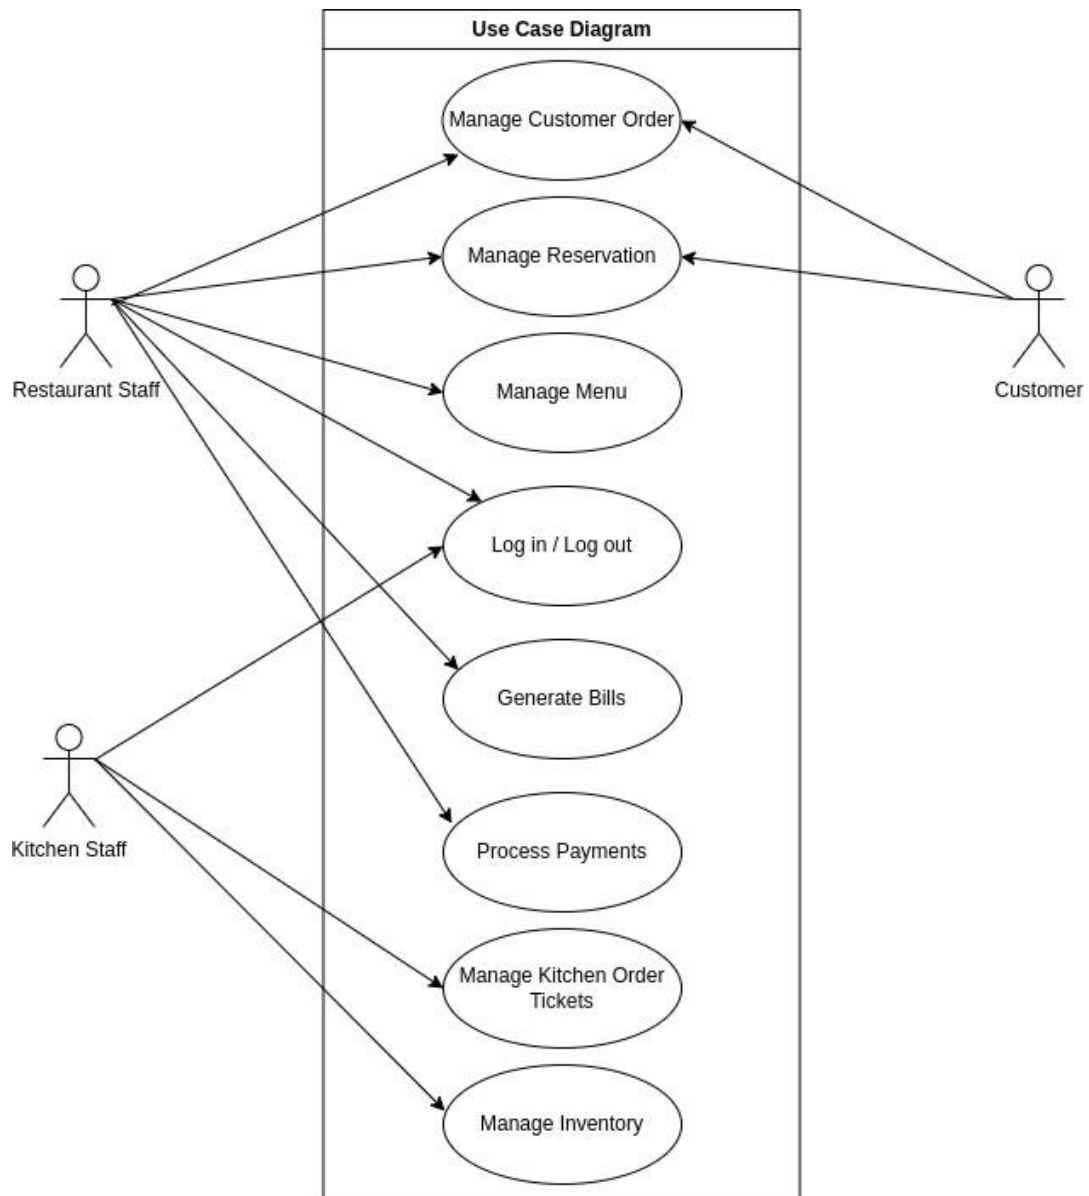 Use Case Diagram
Manage Customer Order
Manage Reservation
Restaurant Staff
Customer
Manage Menu
Log in / Log out
Generate Bills
Kitchen Staff
Process Payments
Manage Kitchen Order
Tickets
Manage Inventory